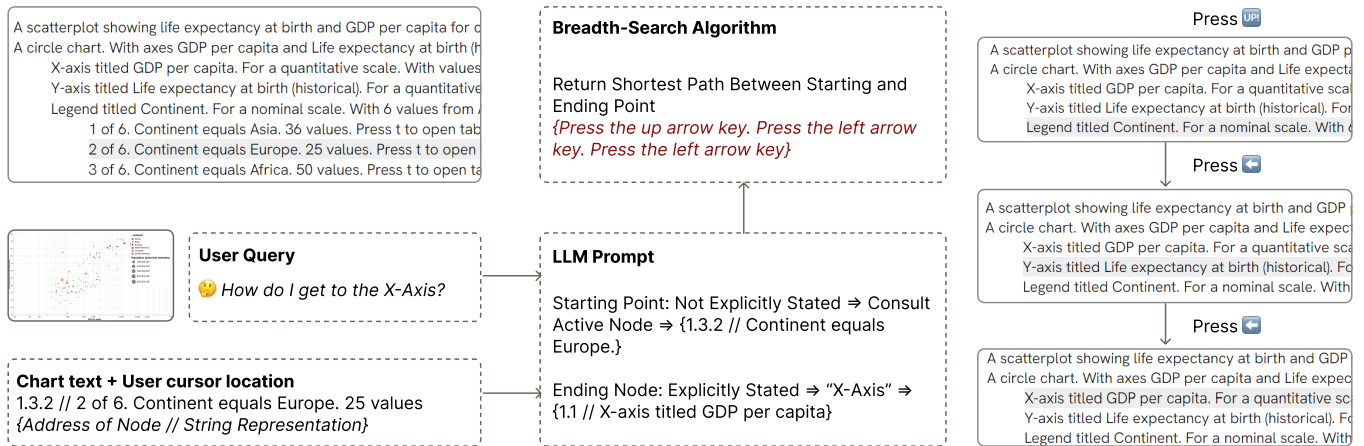 A scatterplot showing life expectancy at birth and GDP per capita for
A circle chart. With axes GDP per capita and Life expectancy at birth
X-axis titled GDP per capita. For a quantitative scale. With values
Y-axis titled Life expectancy at birth (historical). For a quantitative
Legend titled Continent. For a nominal scale. With 6 values from
1 of 6. Continent equals Asia. 36 values. Press t to open
2 of 6. Continent equals Europe. 25 values. Press t to open
3 of 6. Continent equals Africa. 50 values. Press t to open
User Query
How do I get to the X-Axis?
Chart text + User cursor location
1.3.2 // 2 of 6. Continent equals Europe. 25 values
{Address of Node // String Representation}
Breadth-Search Algorithm
Return Shortest Path Between Starting and
Ending Point
{Press the up arrow key. Press the left arrow
key. Press the left arrow key}
LLM Prompt
Starting Point: Not Explicitly Stated ⇒ Consult
Active Node ⇒ {1.3.2 // Continent equals
Europe.}
Ending Node: Explicitly Stated ⇒ “X-Axis” ⇒
{1.1 // X-axis titled GDP per capita}
Press UP!
A scatterplot showing life expectancy at birth and GDP
A circle chart. With axes GDP per capita and Life
X-axis titled GDP per capita. For a quantitative
Y-axis titled Life expectancy at birth (historical). For
Legend titled Continent. For a nominal scale. With
Press ⬅
A scatterplot showing life expectancy at birth and GDP
A circle chart. With axes GDP per capita and Life
X-axis titled GDP per capita. For a quantitative
Y-axis titled Life expectancy at birth (historical).
Legend titled Continent. For a nominal scale. With
Press ⬅
A scatterplot showing life expectancy at birth and GDP
A circle chart. With axes GDP per capita and Life
X-axis titled GDP per capita. For a quantitative
Y-axis titled Life expectancy at birth (historical).
Legend titled Continent. For a nominal scale. With